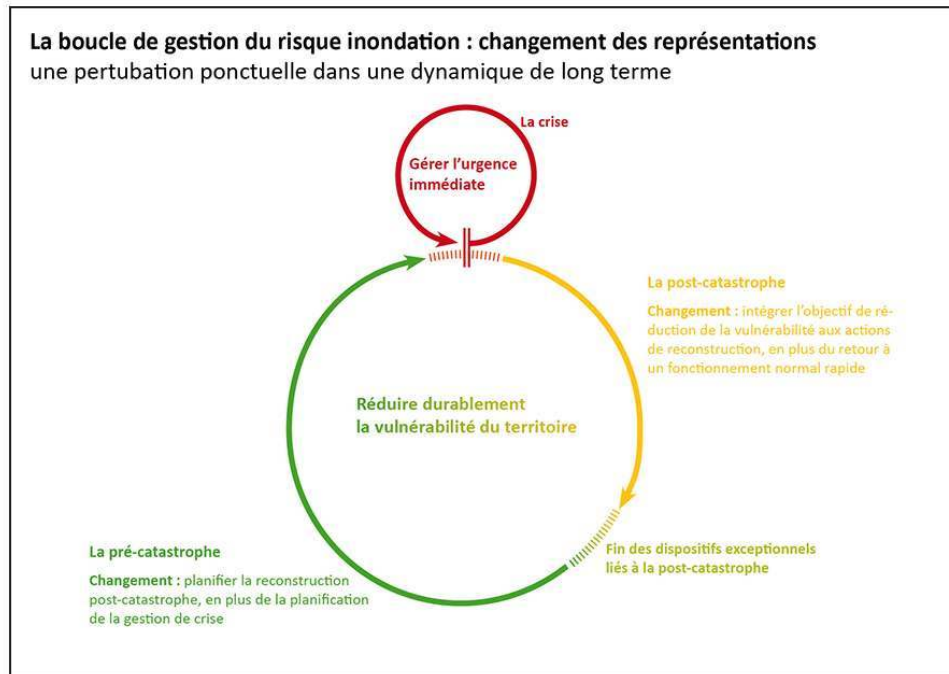 La boucle de gestion du risque inondation : changement des représentations
une pertubation ponctuelle dans une dynamique de long terme
La crise
Gérer l'urgence
immédiate
La post-catastrophe
Changement : intégrer l'objectif de ré-
duction de la vulnérabilité aux actions
de reconstruction, en plus du retour à
un fonctionnement normal rapide
Réduire durablement
la vulnérabilité du territoire
Fin des dispositifs exceptionnels
liés à la post-catastrophe
La pré-catastrophe
Changement : planifier la reconstruction
post-catastrophe, en plus de la planification
de la gestion de crise